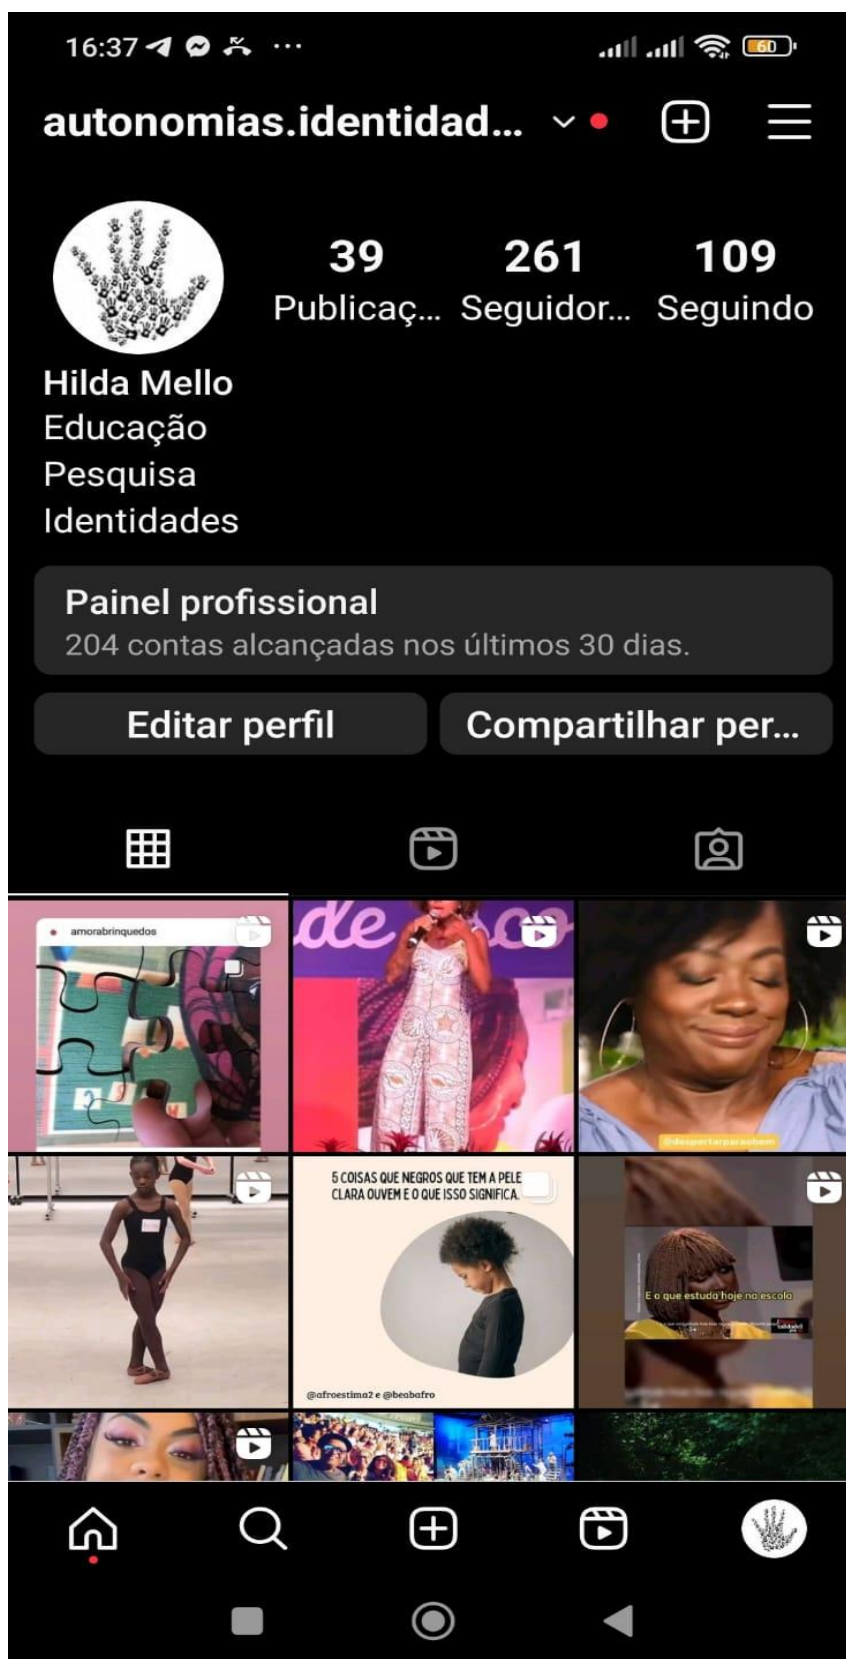 16:37
60
autonomias.identidad...
39
261
109
Publicaç...
Seguidor...
Seguindo
Hilda Mello
Educação
Pesquisa
Identidades
Painel profissional
204 contas alcançadas nos últimos 30 dias.
Editar perfil
Compartilhar per...
amorabrinquedos
de
@despertarparaobem
5 COISAS QUE NEGROS QUE TEM A PELE
CLARA OUVEM E O QUE ISSO SIGNIFICA.
@afroestima2 e @beabafro
E o que estuda hoje na escola